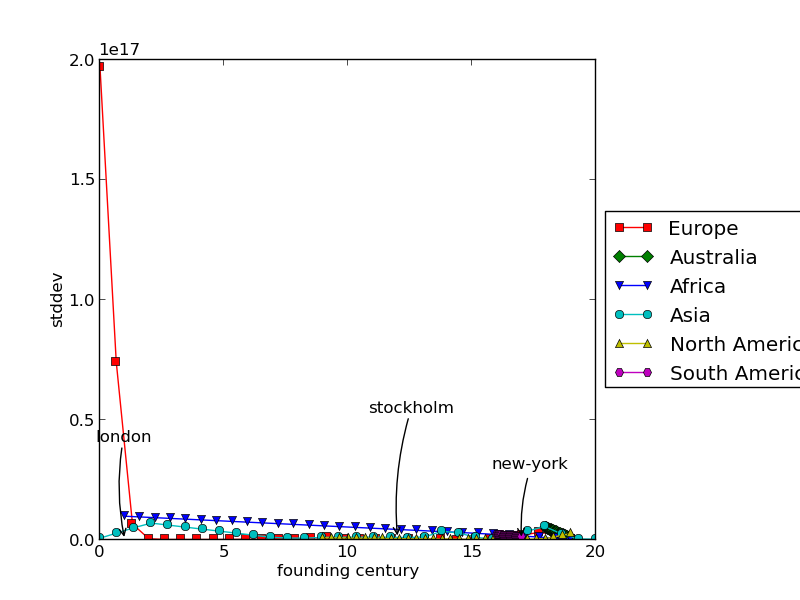 1e17
2.0
1.5
1.0
0.5
0.0
stddev
london
stockholm
new-york
0
5
10
15
20
founding century
Europe
Australia
Africa
Asia
North Americ
South Americ